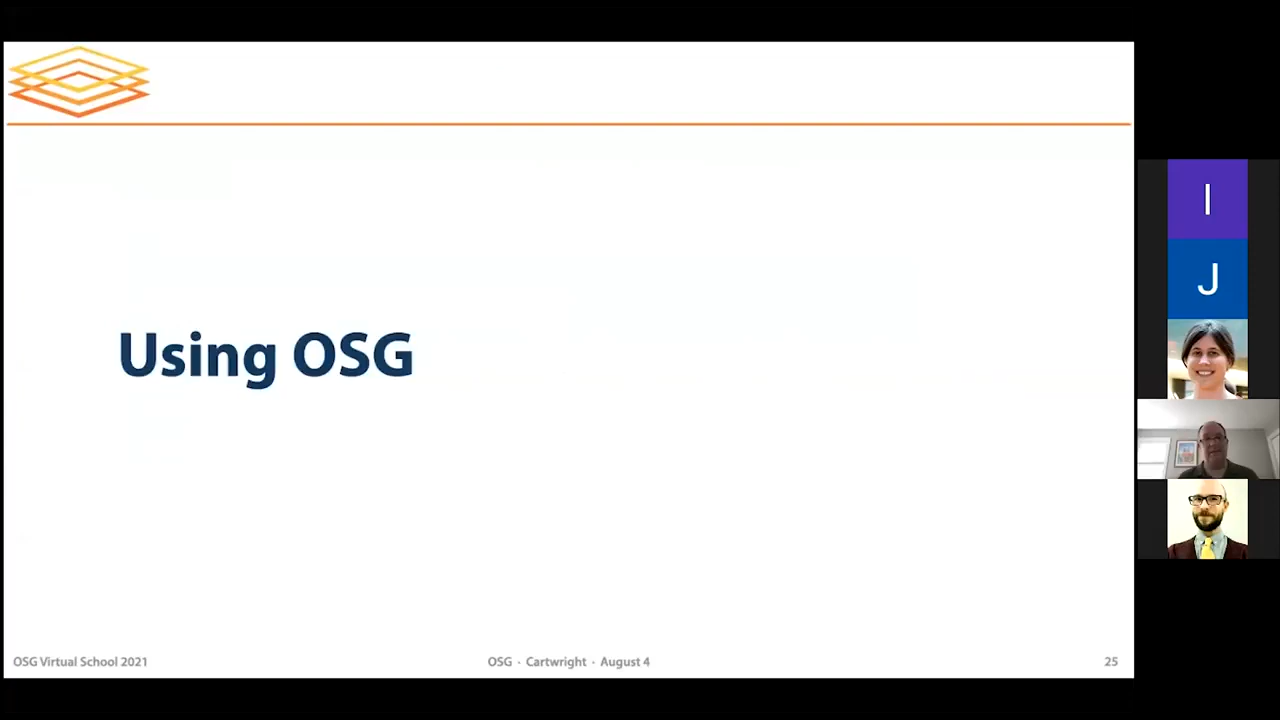 Using OSG
OSG Virtual School 2021
OSG · Cartwright · August 4
25
I
J